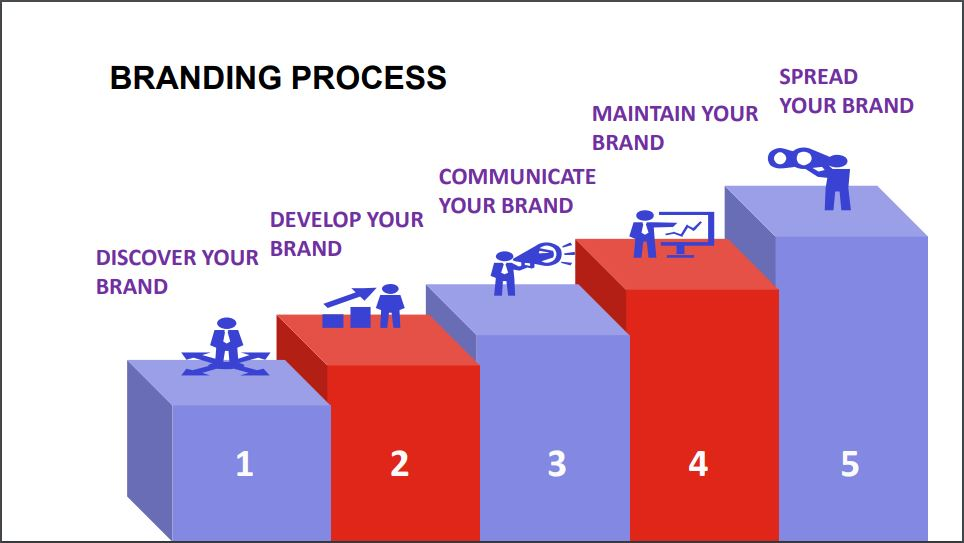 BRANDING PROCESS
DISCOVER YOUR
BRAND
DEVELOP YOUR
BRAND
COMMUNICATE
YOUR BRAND
MAINTAIN YOUR
BRAND
SPREAD
YOUR BRAND
1
2
3
4
5